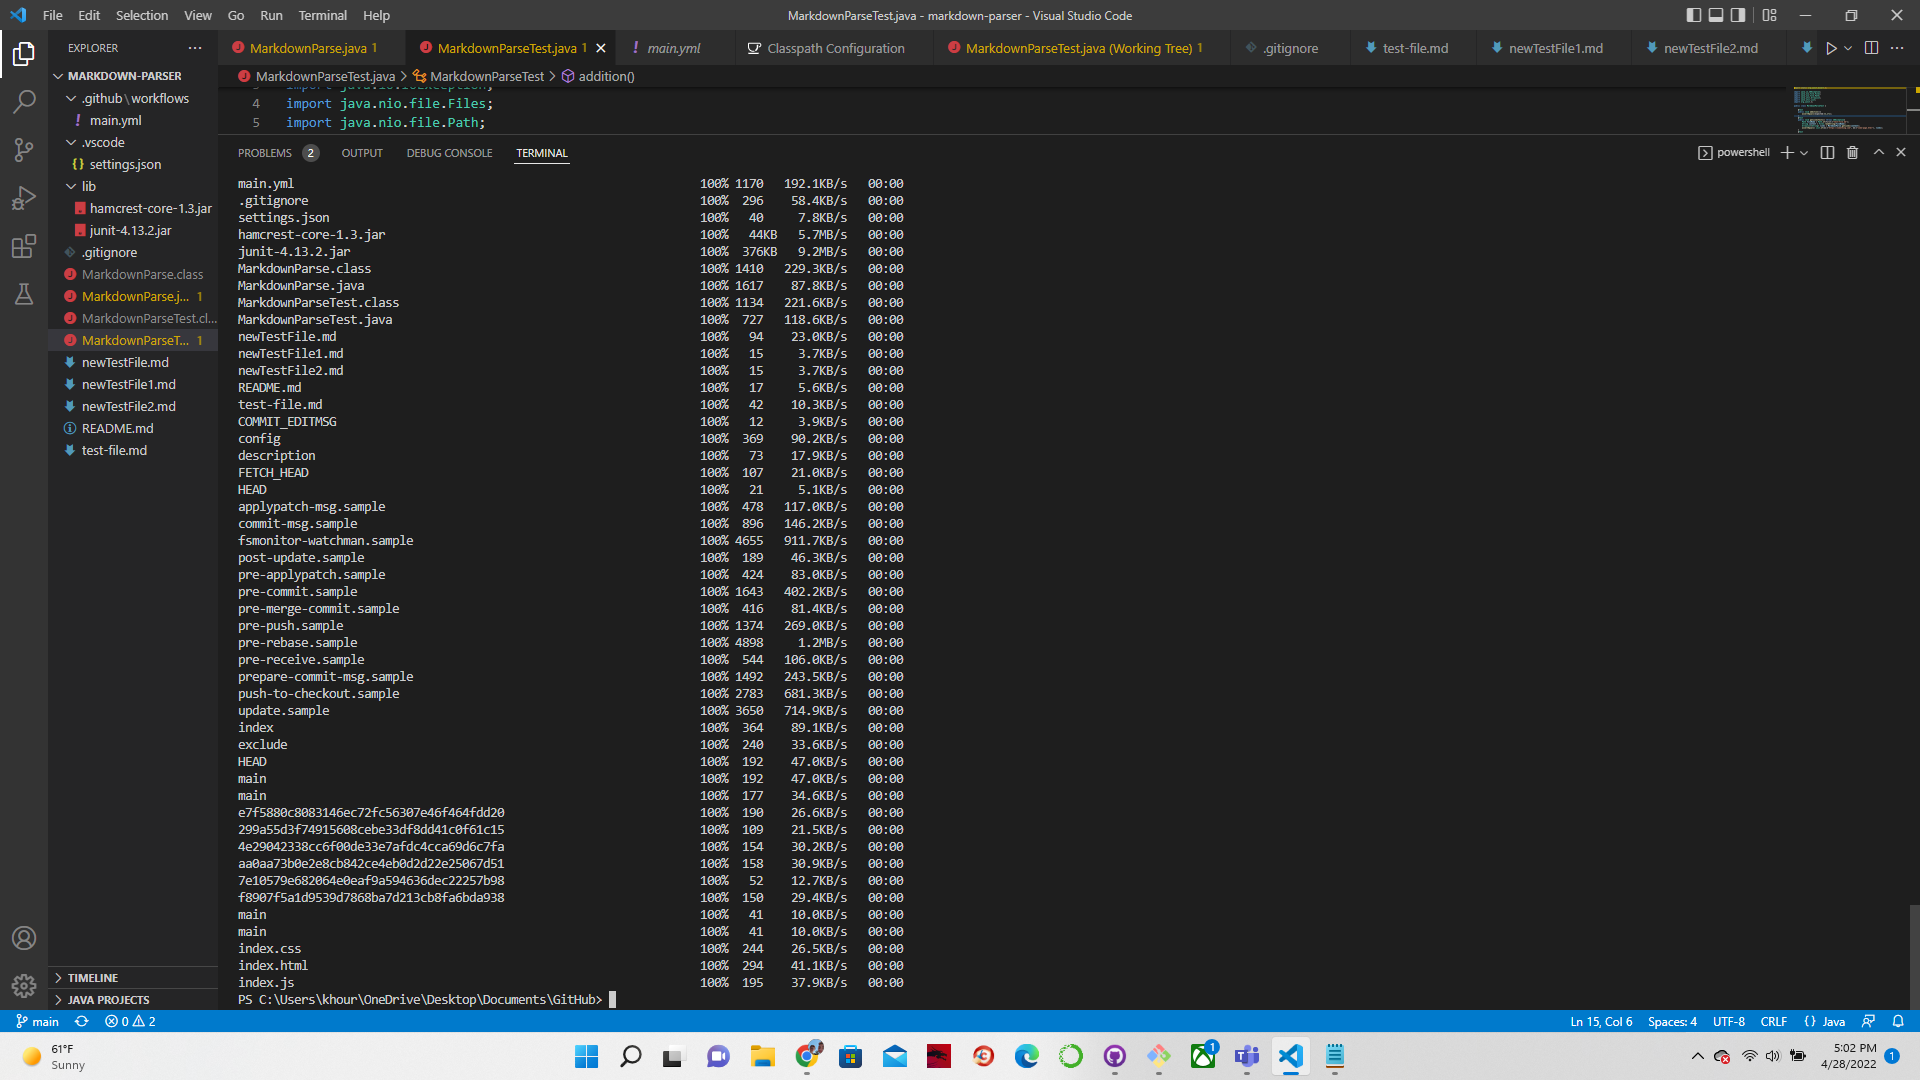 File Edit Selection View Go Run Terminal Help MarkdownParseTest.java - markdown-parser - Visual Studio Code
EXPLORER
MARKDOWN-PARSER
.github\workflows
! main.yml
.vscode
{} settings.json
lib
hamcrest-core-1.3.jar
junit-4.13.2.jar
.gitignore
MarkdownParse.class
MarkdownParse.j... 1
MarkdownParseTest.cl...
MarkdownParseT... 1
newTestFile.md
newTestFile1.md
newTestFile2.md
README.md
test-file.md
TIMELINE
JAVA PROJECTS
MarkdownParse.java 1 MarkdownParseTest.java 1 ! main.yml Classpath Configuration MarkdownParseTest.java (Working Tree) 1 .gitignore test-file.md newTestFile1.md newTestFile2.md
MarkdownParseTest.java > MarkdownParseTest > addition()
3 import java.io.IOException;
4 import java.nio.file.Files;
5 import java.nio.file.Path;
PROBLEMS 2 OUTPUT DEBUG CONSOLE TERMINAL powershell
main.yml 100% 1170 192.1KB/s 00:00
.gitignore 100% 296 58.4KB/s 00:00
settings.json 100% 40 7.8KB/s 00:00
hamcrest-core-1.3.jar 100% 44KB 5.7MB/s 00:00
junit-4.13.2.jar 100% 376KB 9.2MB/s 00:00
MarkdownParse.class 100% 1410 229.3KB/s 00:00
MarkdownParse.java 100% 1617 87.8KB/s 00:00
MarkdownParseTest.class 100% 1134 221.6KB/s 00:00
MarkdownParseTest.java 100% 727 118.6KB/s 00:00
newTestFile.md 100% 94 23.0KB/s 00:00
newTestFile1.md 100% 15 3.7KB/s 00:00
newTestFile2.md 100% 15 3.7KB/s 00:00
README.md 100% 17 5.6KB/s 00:00
test-file.md 100% 42 10.3KB/s 00:00
COMMIT_EDITMSG 100% 12 3.9KB/s 00:00
config 100% 369 90.2KB/s 00:00
description 100% 73 17.9KB/s 00:00
FETCH_HEAD 100% 107 21.0KB/s 00:00
HEAD 100% 21 5.1KB/s 00:00
applypatch-msg.sample 100% 478 117.0KB/s 00:00
commit-msg.sample 100% 896 146.2KB/s 00:00
fsmonitor-watchman.sample 100% 4655 911.7KB/s 00:00
post-update.sample 100% 189 46.3KB/s 00:00
pre-applypatch.sample 100% 424 83.0KB/s 00:00
pre-commit.sample 100% 1643 402.2KB/s 00:00
pre-merge-commit.sample 100% 416 81.4KB/s 00:00
pre-push.sample 100% 1374 269.0KB/s 00:00
pre-rebase.sample 100% 4898 1.2MB/s 00:00
pre-receive.sample 100% 544 106.0KB/s 00:00
prepare-commit-msg.sample 100% 1492 243.5KB/s 00:00
push-to-checkout.sample 100% 2783 681.3KB/s 00:00
update.sample 100% 3650 714.9KB/s 00:00
index 100% 364 89.1KB/s 00:00
exclude 100% 240 33.6KB/s 00:00
HEAD 100% 192 47.0KB/s 00:00
main 100% 192 47.0KB/s 00:00
main 100% 177 34.6KB/s 00:00
e7f5880c8083146ec72fc56307e46f464fdd20 100% 190 26.6KB/s 00:00
299a55d3f74915608cebe33df8dd41c0f61c15 100% 109 21.5KB/s 00:00
4e29042338cc6f00de33e7afdc4cca69d6c7fa 100% 154 30.2KB/s 00:00
aa0aa73b0e2e8cb842ce4eb0d2d22e25067d51 100% 158 30.9KB/s 00:00
7e10579e682064e0eaf9a594636dec22257b98 100% 52 12.7KB/s 00:00
f8907f5a1d9539d7868ba7d213cb8fa6bda938 100% 150 29.4KB/s 00:00
main 100% 41 10.0KB/s 00:00
main 100% 41 10.0KB/s 00:00
index.css 100% 244 26.5KB/s 00:00
index.html 100% 294 41.1KB/s 00:00
index.js 100% 195 37.9KB/s 00:00
PS C:\Users\khour\OneDrive\Desktop\Documents\GitHub>
main 0 2 Ln 15, Col 6 Spaces: 4 UTF-8 CRLF {} Java
61°F
Sunny
1
5:02 PM
4/28/2022
1